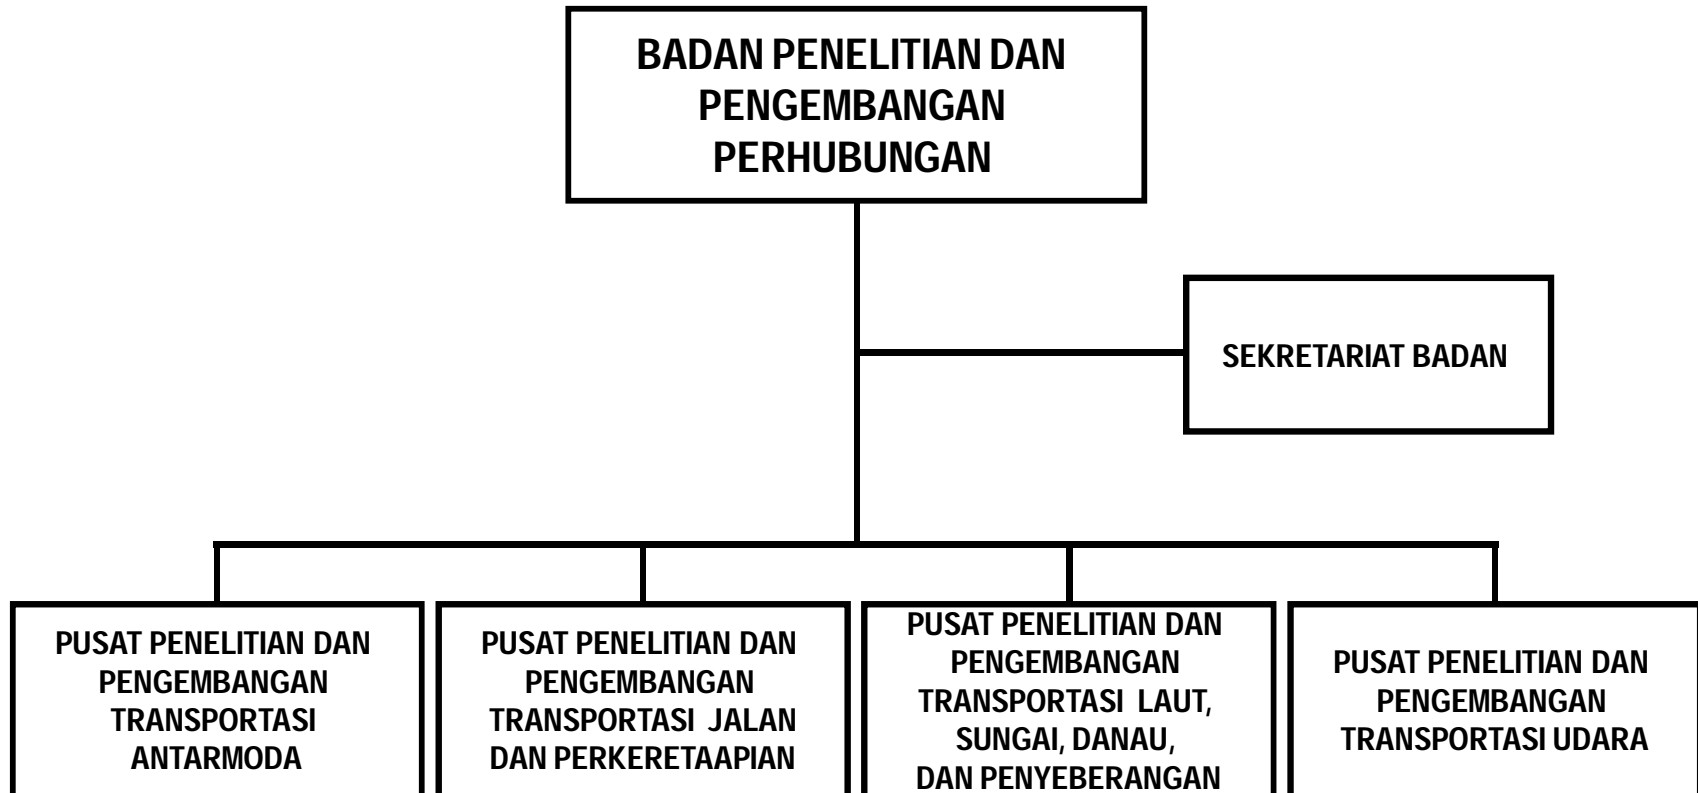 BADAN PENELITIAN DAN
PENGEMBANGAN
PERHUBUNGAN
SEKRETARIAT BADAN
PUSAT PENELITIAN DAN
PENGEMBANGAN
TRANSPORTASI
ANTARMODA
PUSAT PENELITIAN DAN
PENGEMBANGAN
TRANSPORTASI JALAN
DAN PERKERETAAPIAN
PUSAT PENELITIAN DAN
PENGEMBANGAN
TRANSPORTASI LAUT,
SUNGAI, DANAU,
DAN PENYEBERANGAN
PUSAT PENELITIAN DAN
PENGEMBANGAN
TRANSPORTASI UDARA